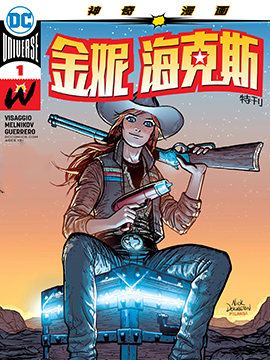 DC
UNIVERSE
神奇漫画
1
W
金妮 海克斯
特刊
VISAGGIO
MELNIKOV
GUERRERO
NICK
DERINGTON
FILARDI